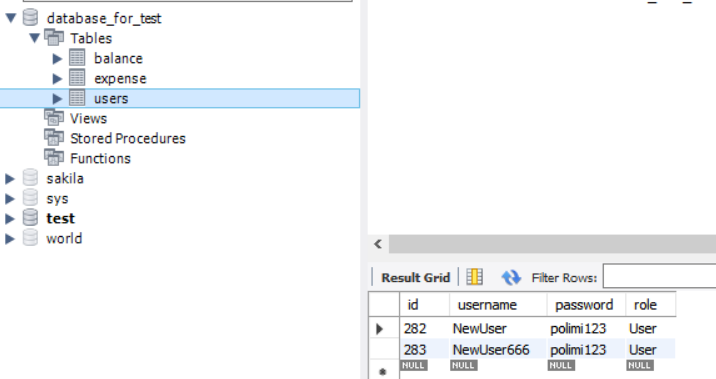 database_for_test
Tables
balance
expense
users
Views
Stored Procedures
Functions
sakila
sys
test
world
Result Grid Filter Rows:
id username password role
282 NewUser polimi123 User
283 NewUser666 polimi123 User
NULL NULL NULL NULL